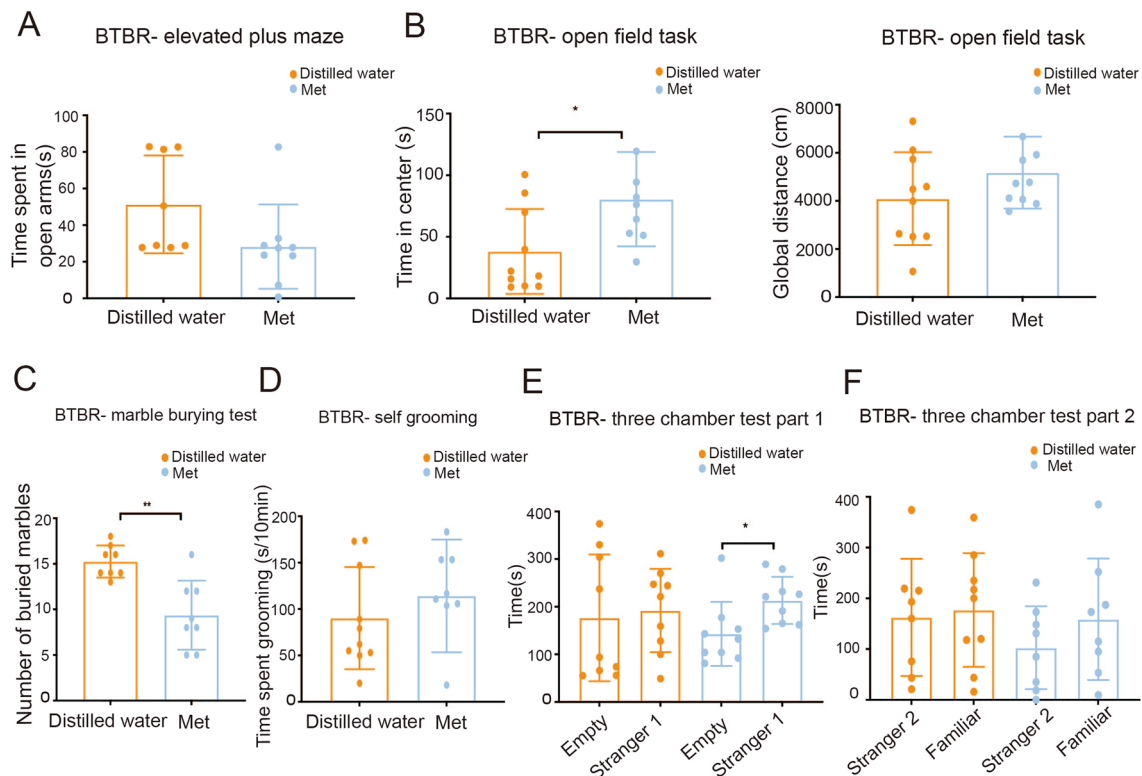 A
BTBR- elevated plus maze
Distilled water
Met
Time spent in
open arms(s)
100
80
60
40
20
0
Distilled water
Met
B
BTBR- open field task
Distilled water
Met
Time in center (s)
150
100
50
0
*
Distilled water
Met
BTBR- open field task
Distilled water
Met
Global distance (cm)
8000
6000
4000
2000
0
Distilled water
Met
C
BTBR- marble burying test
Distilled water
Met
Number of buried marbles
20
15
10
5
0
**
Distilled water
Met
D
BTBR- self grooming
Distilled water
Met
Time spent grooming (s/10min)
200
150
100
50
0
Distilled water
Met
E
BTBR- three chamber test part 1
Distilled water
Met
Time(s)
400
300
200
100
0
*
Empty
Stranger 1
Empty
Stranger 1
F
BTBR- three chamber test part 2
Distilled water
Met
Time(s)
400
300
200
100
0
Stranger 2
Familiar
Stranger 2
Familiar